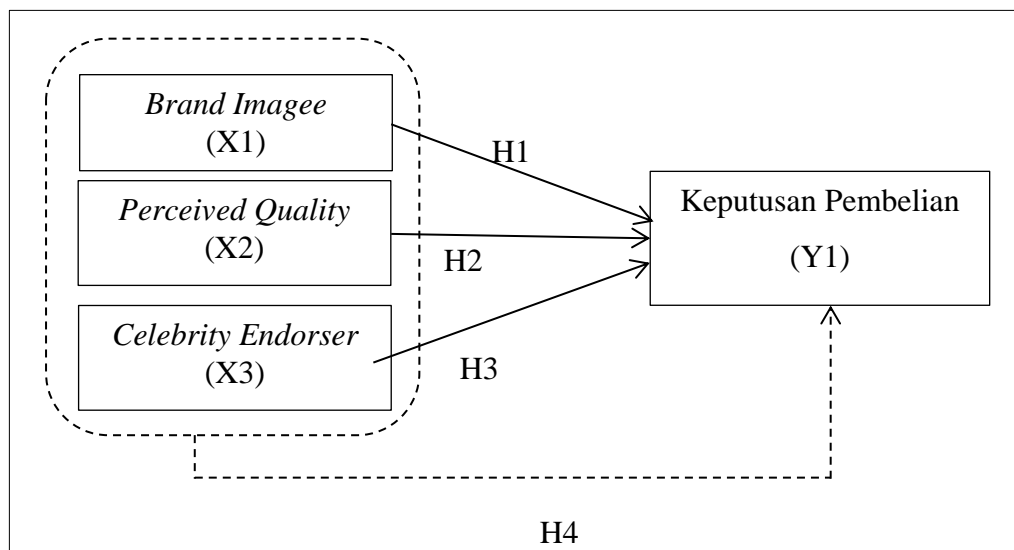 Brand Imagee
(X1)
H1
Perceived Quality
(X2)
H2
Keputusan Pembelian
(Y1)
Celebrity Endorser
(X3)
H3
H4